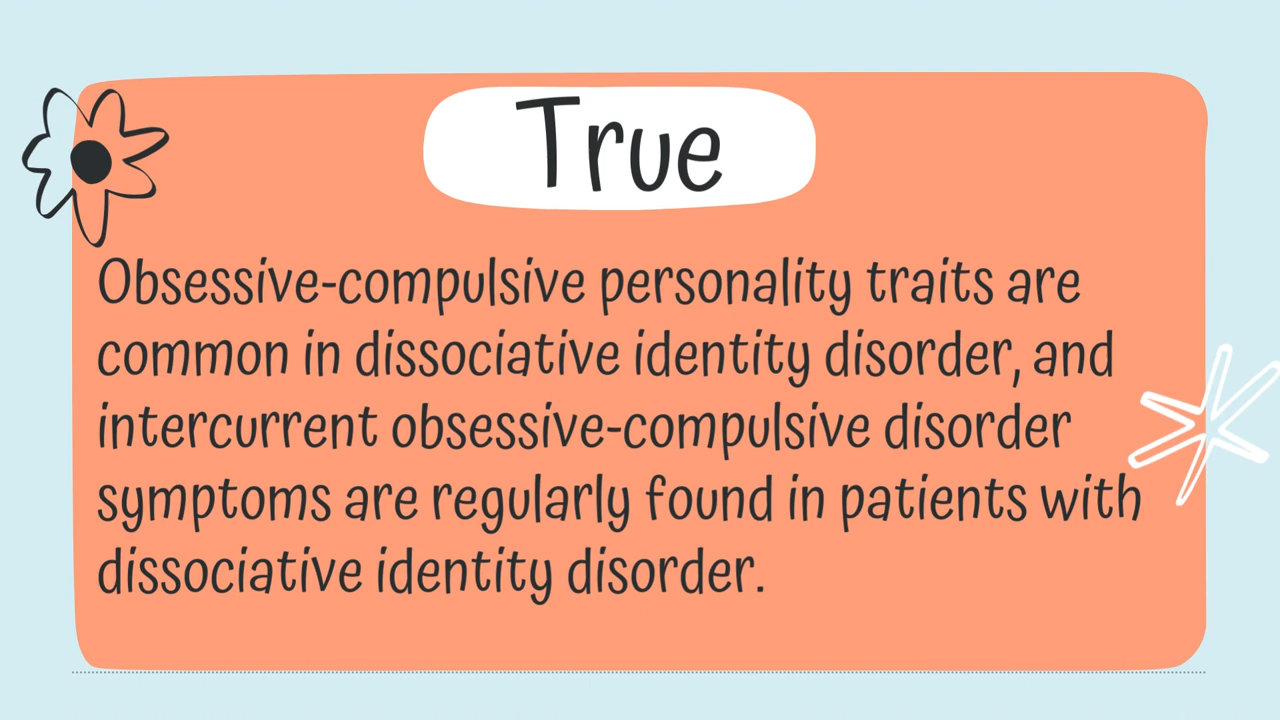 True
Obsessive-compulsive personality traits are
common in dissociative identity disorder, and
intercurrent obsessive-compulsive disorder
symptoms are regularly found in patients with
dissociative identity disorder.